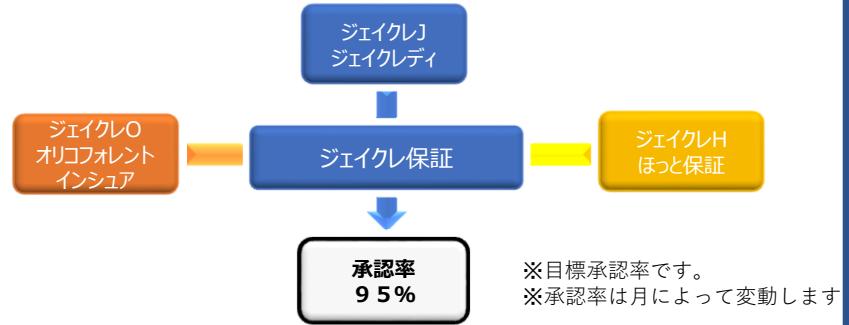 ジェイクレJ
ジェイクレディ
ジェイクレO
オリコフォレント
インシュア
ジェイクレ保証
ジェイクレH
ほっと保証
承認率
９５%
※目標承認率です。
※承認率は月によって変動します